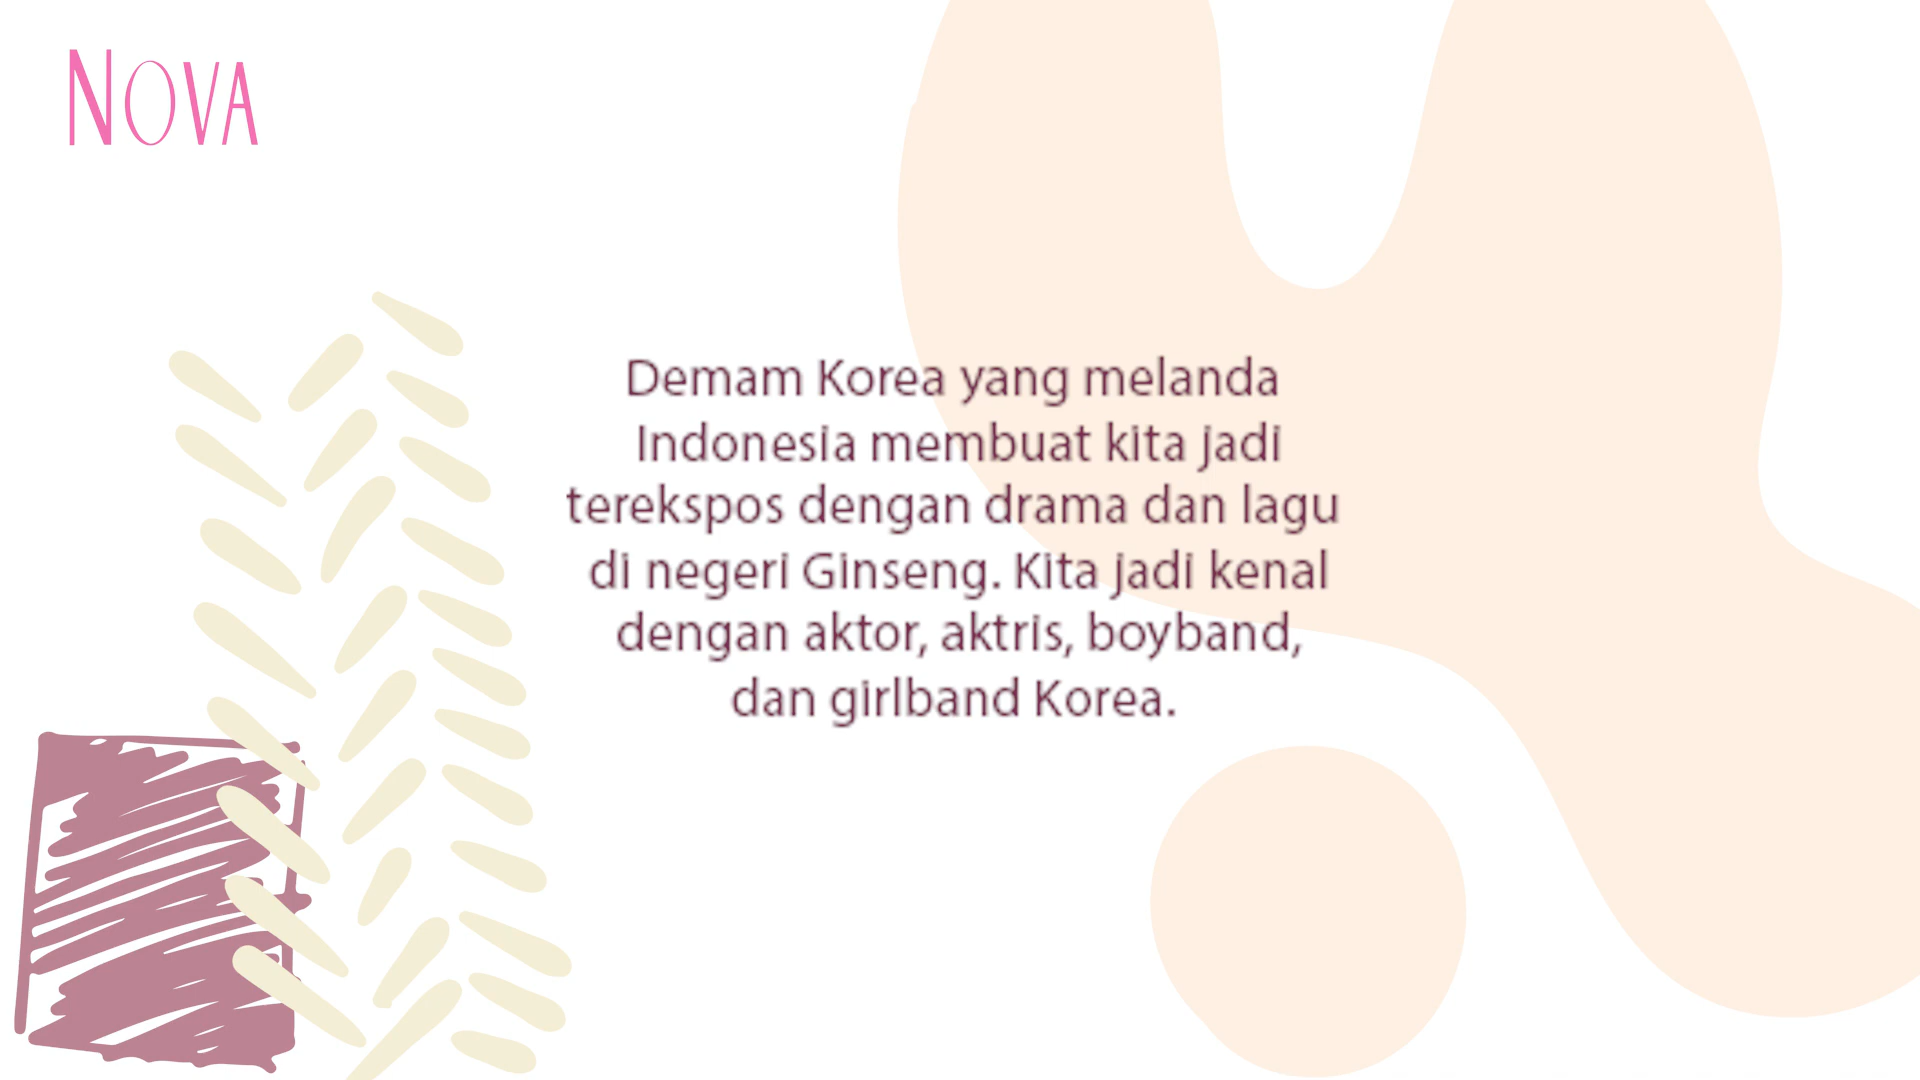 NOVA
Demam Korea yang melanda
Indonesia membuat kita jadi
terekspos dengan drama dan lagu
di negeri Ginseng. Kita jadi kenal
dengan aktor, aktris, boyband,
dan girlband Korea.